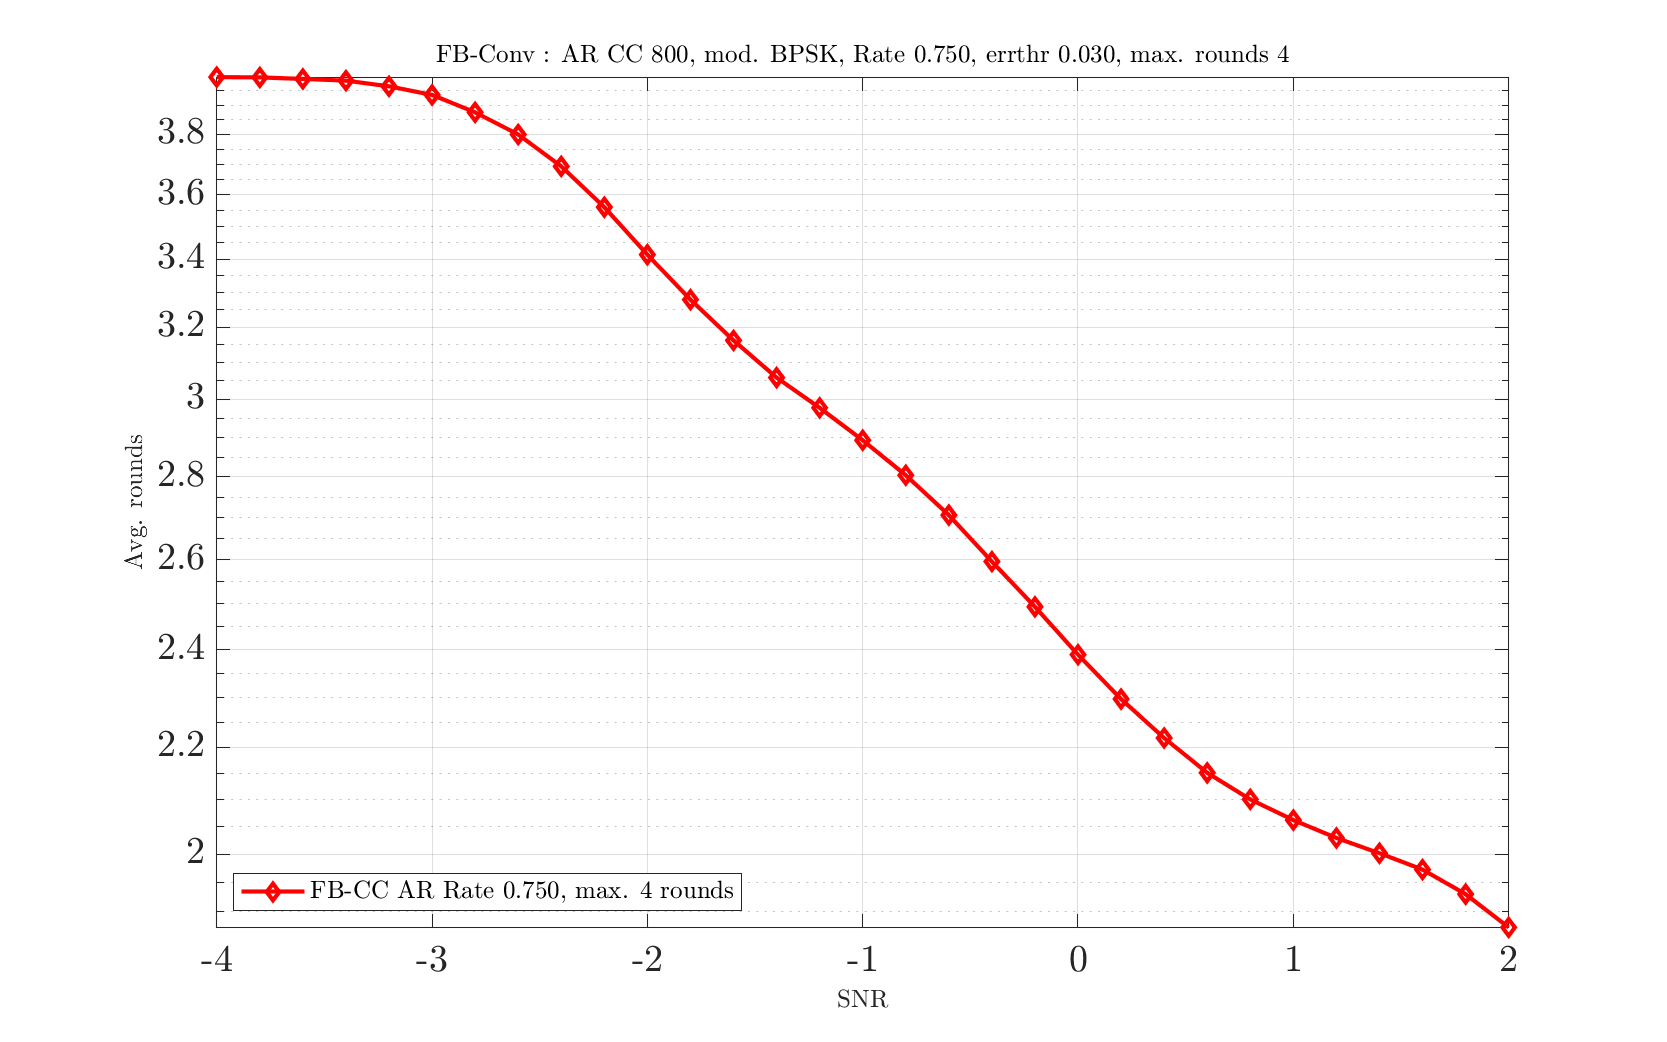 FB-Conv : AR CC 800, mod. BPSK, Rate 0.750, errthr 0.030, max. rounds 4
3.8
3.6
3.4
3.2
3
2.8
2.6
2.4
2.2
2
Avg. rounds
FB-CC AR Rate 0.750, max. 4 rounds
-4 -3 -2 -1 0 1 2
SNR